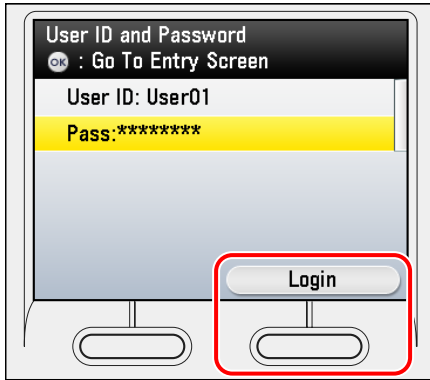 User ID and Password
OK : Go To Entry Screen
User ID: User01
Pass:********
Login